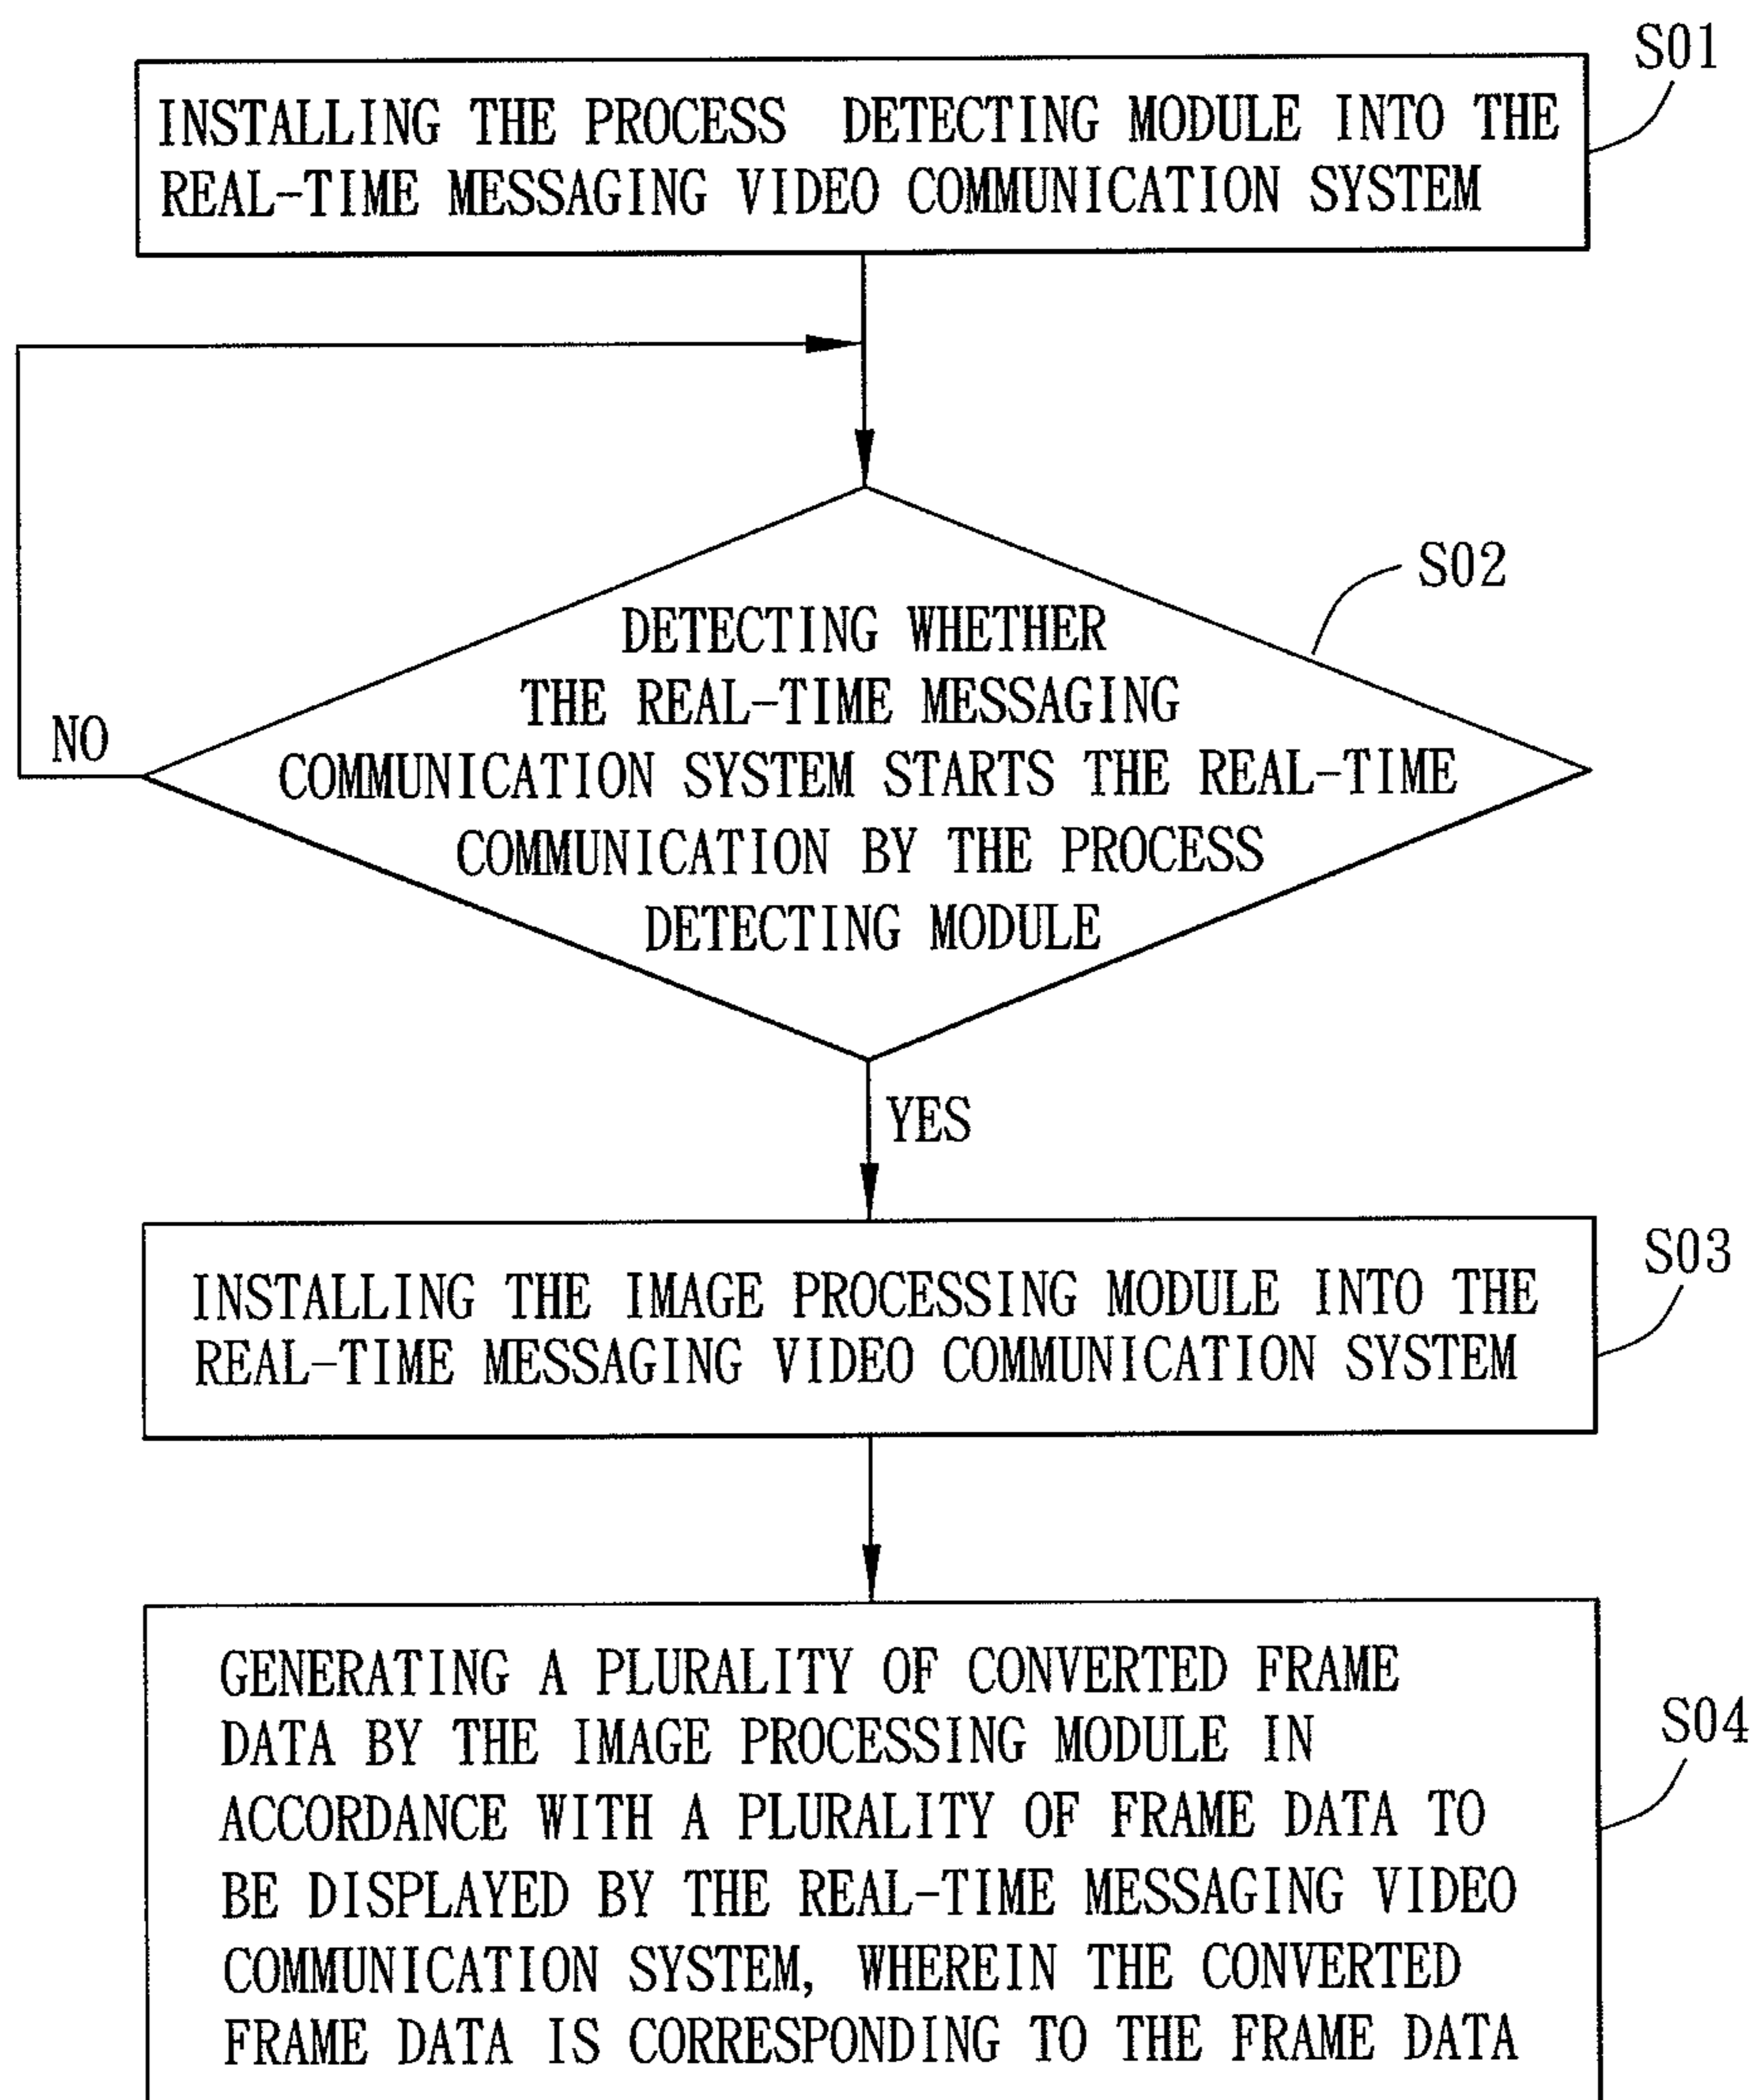 S01
INSTALLING THE PROCESS DETECTING MODULE INTO THE
REAL-TIME MESSAGING VIDEO COMMUNICATION SYSTEM
S02
DETECTING WHETHER
THE REAL-TIME MESSAGING
COMMUNICATION SYSTEM STARTS THE REAL-TIME
COMMUNICATION BY THE PROCESS
DETECTING MODULE
NO
YES
S03
INSTALLING THE IMAGE PROCESSING MODULE INTO THE
REAL-TIME MESSAGING VIDEO COMMUNICATION SYSTEM
S04
GENERATING A PLURALITY OF CONVERTED FRAME
DATA BY THE IMAGE PROCESSING MODULE IN
ACCORDANCE WITH A PLURALITY OF FRAME DATA TO
BE DISPLAYED BY THE REAL-TIME MESSAGING VIDEO
COMMUNICATION SYSTEM, WHEREIN THE CONVERTED
FRAME DATA IS CORRESPONDING TO THE FRAME DATA